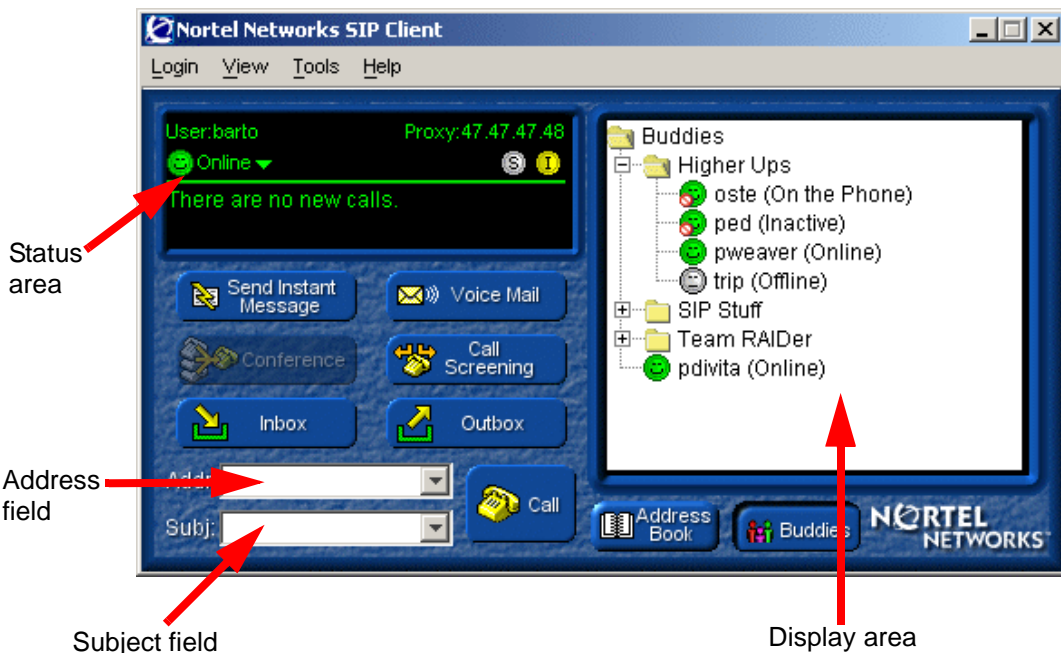 Nortel Networks SIP Client
Login View Tools Help
User:barto Proxy:47.47.47.48
Online
S I
There are no new calls.
Status
area
Send Instant
Message
Voice Mail
Conference
Call
Screening
Inbox
Outbox
Address
field
Addr:
Subj:
Call
Subject field
Buddies
Higher Ups
oste (On the Phone)
ped (Inactive)
pweaver (Online)
trip (Offline)
SIP Stuff
Team RAIDer
pdivita (Online)
Address
Book
Buddies
NORTEL
NETWORKS
Display area